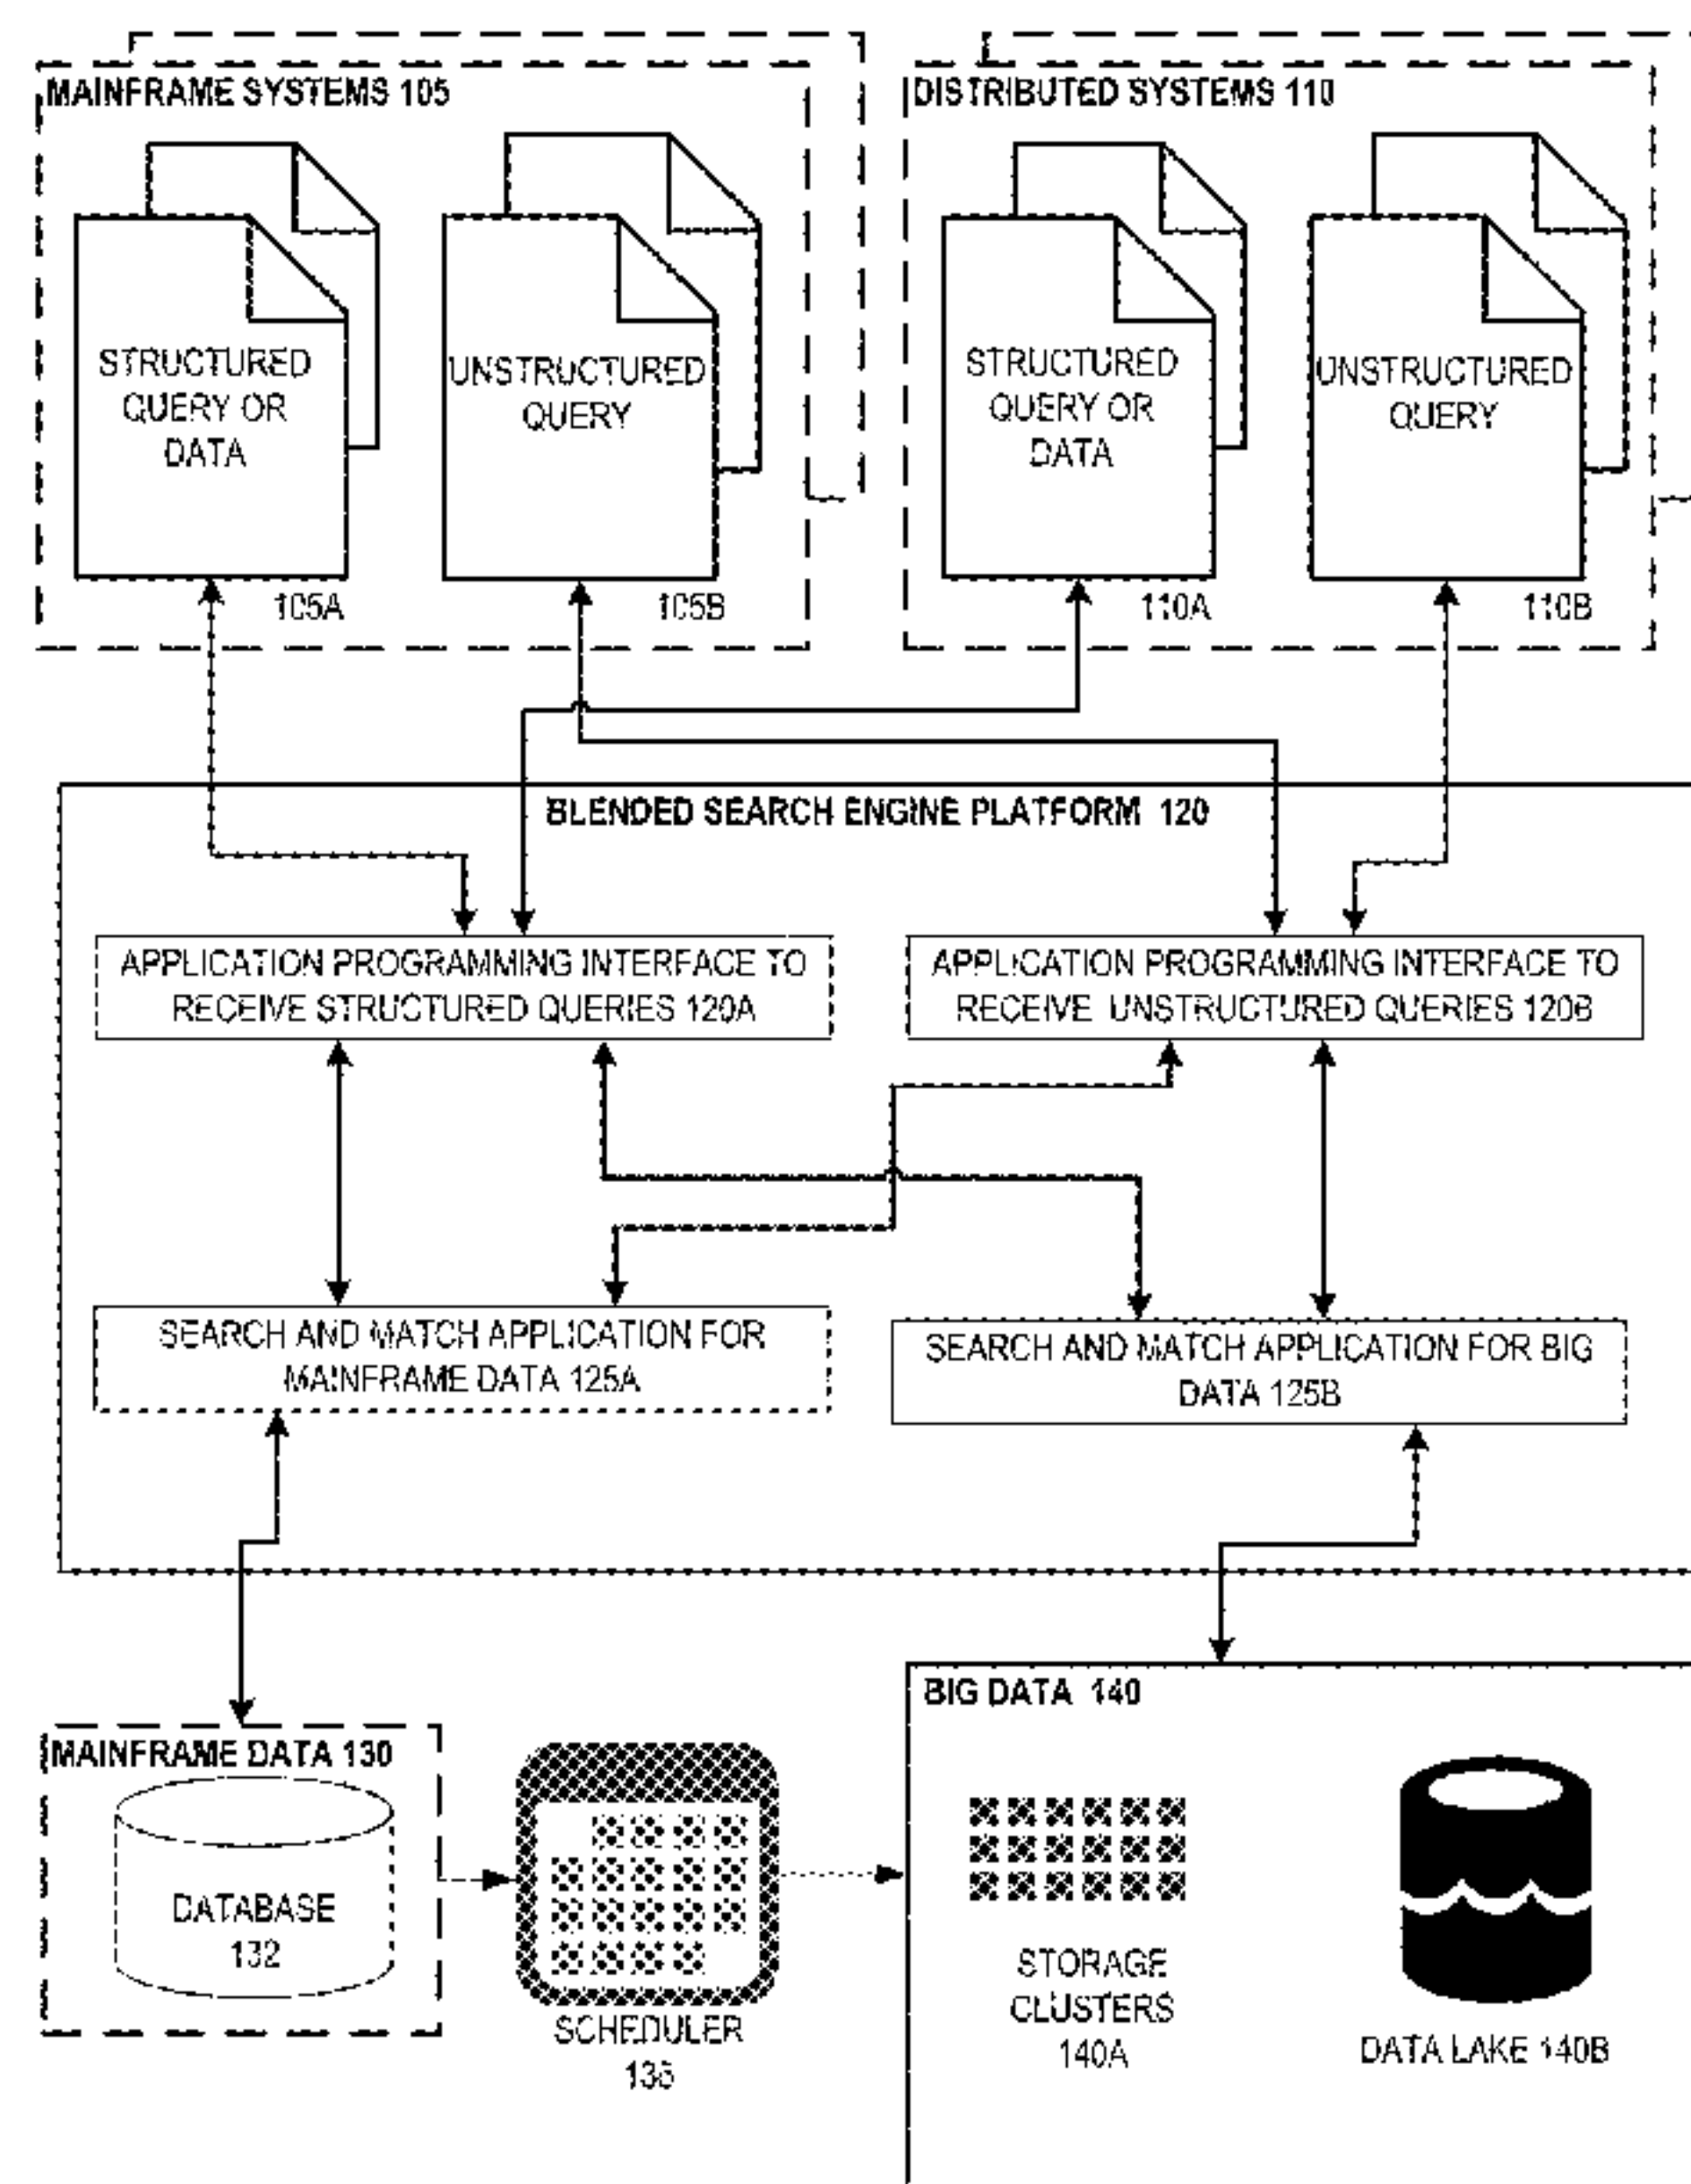 MAINFRAME SYSTEMS 105
STRUCTURED
QUERY OR
DATA
105A
UNSTRUCTURED
QUERY
105B
DISTRIBUTED SYSTEMS 110
STRUCTURED
QUERY OR
DATA
110A
UNSTRUCTURED
QUERY
110B
BLENDED SEARCH ENGINE PLATFORM 120
APPLICATION PROGRAMMING INTERFACE TO
RECEIVE STRUCTURED QUERIES 120A
APPLICATION PROGRAMMING INTERFACE TO
RECEIVE UNSTRUCTURED QUERIES 120B
SEARCH AND MATCH APPLICATION FOR
MAINFRAME DATA 125A
SEARCH AND MATCH APPLICATION FOR BIG
DATA 125B
MAINFRAME DATA 130
DATABASE
132
SCHEDULER
135
BIG DATA 140
STORAGE
CLUSTERS
140A
DATA LAKE 140B